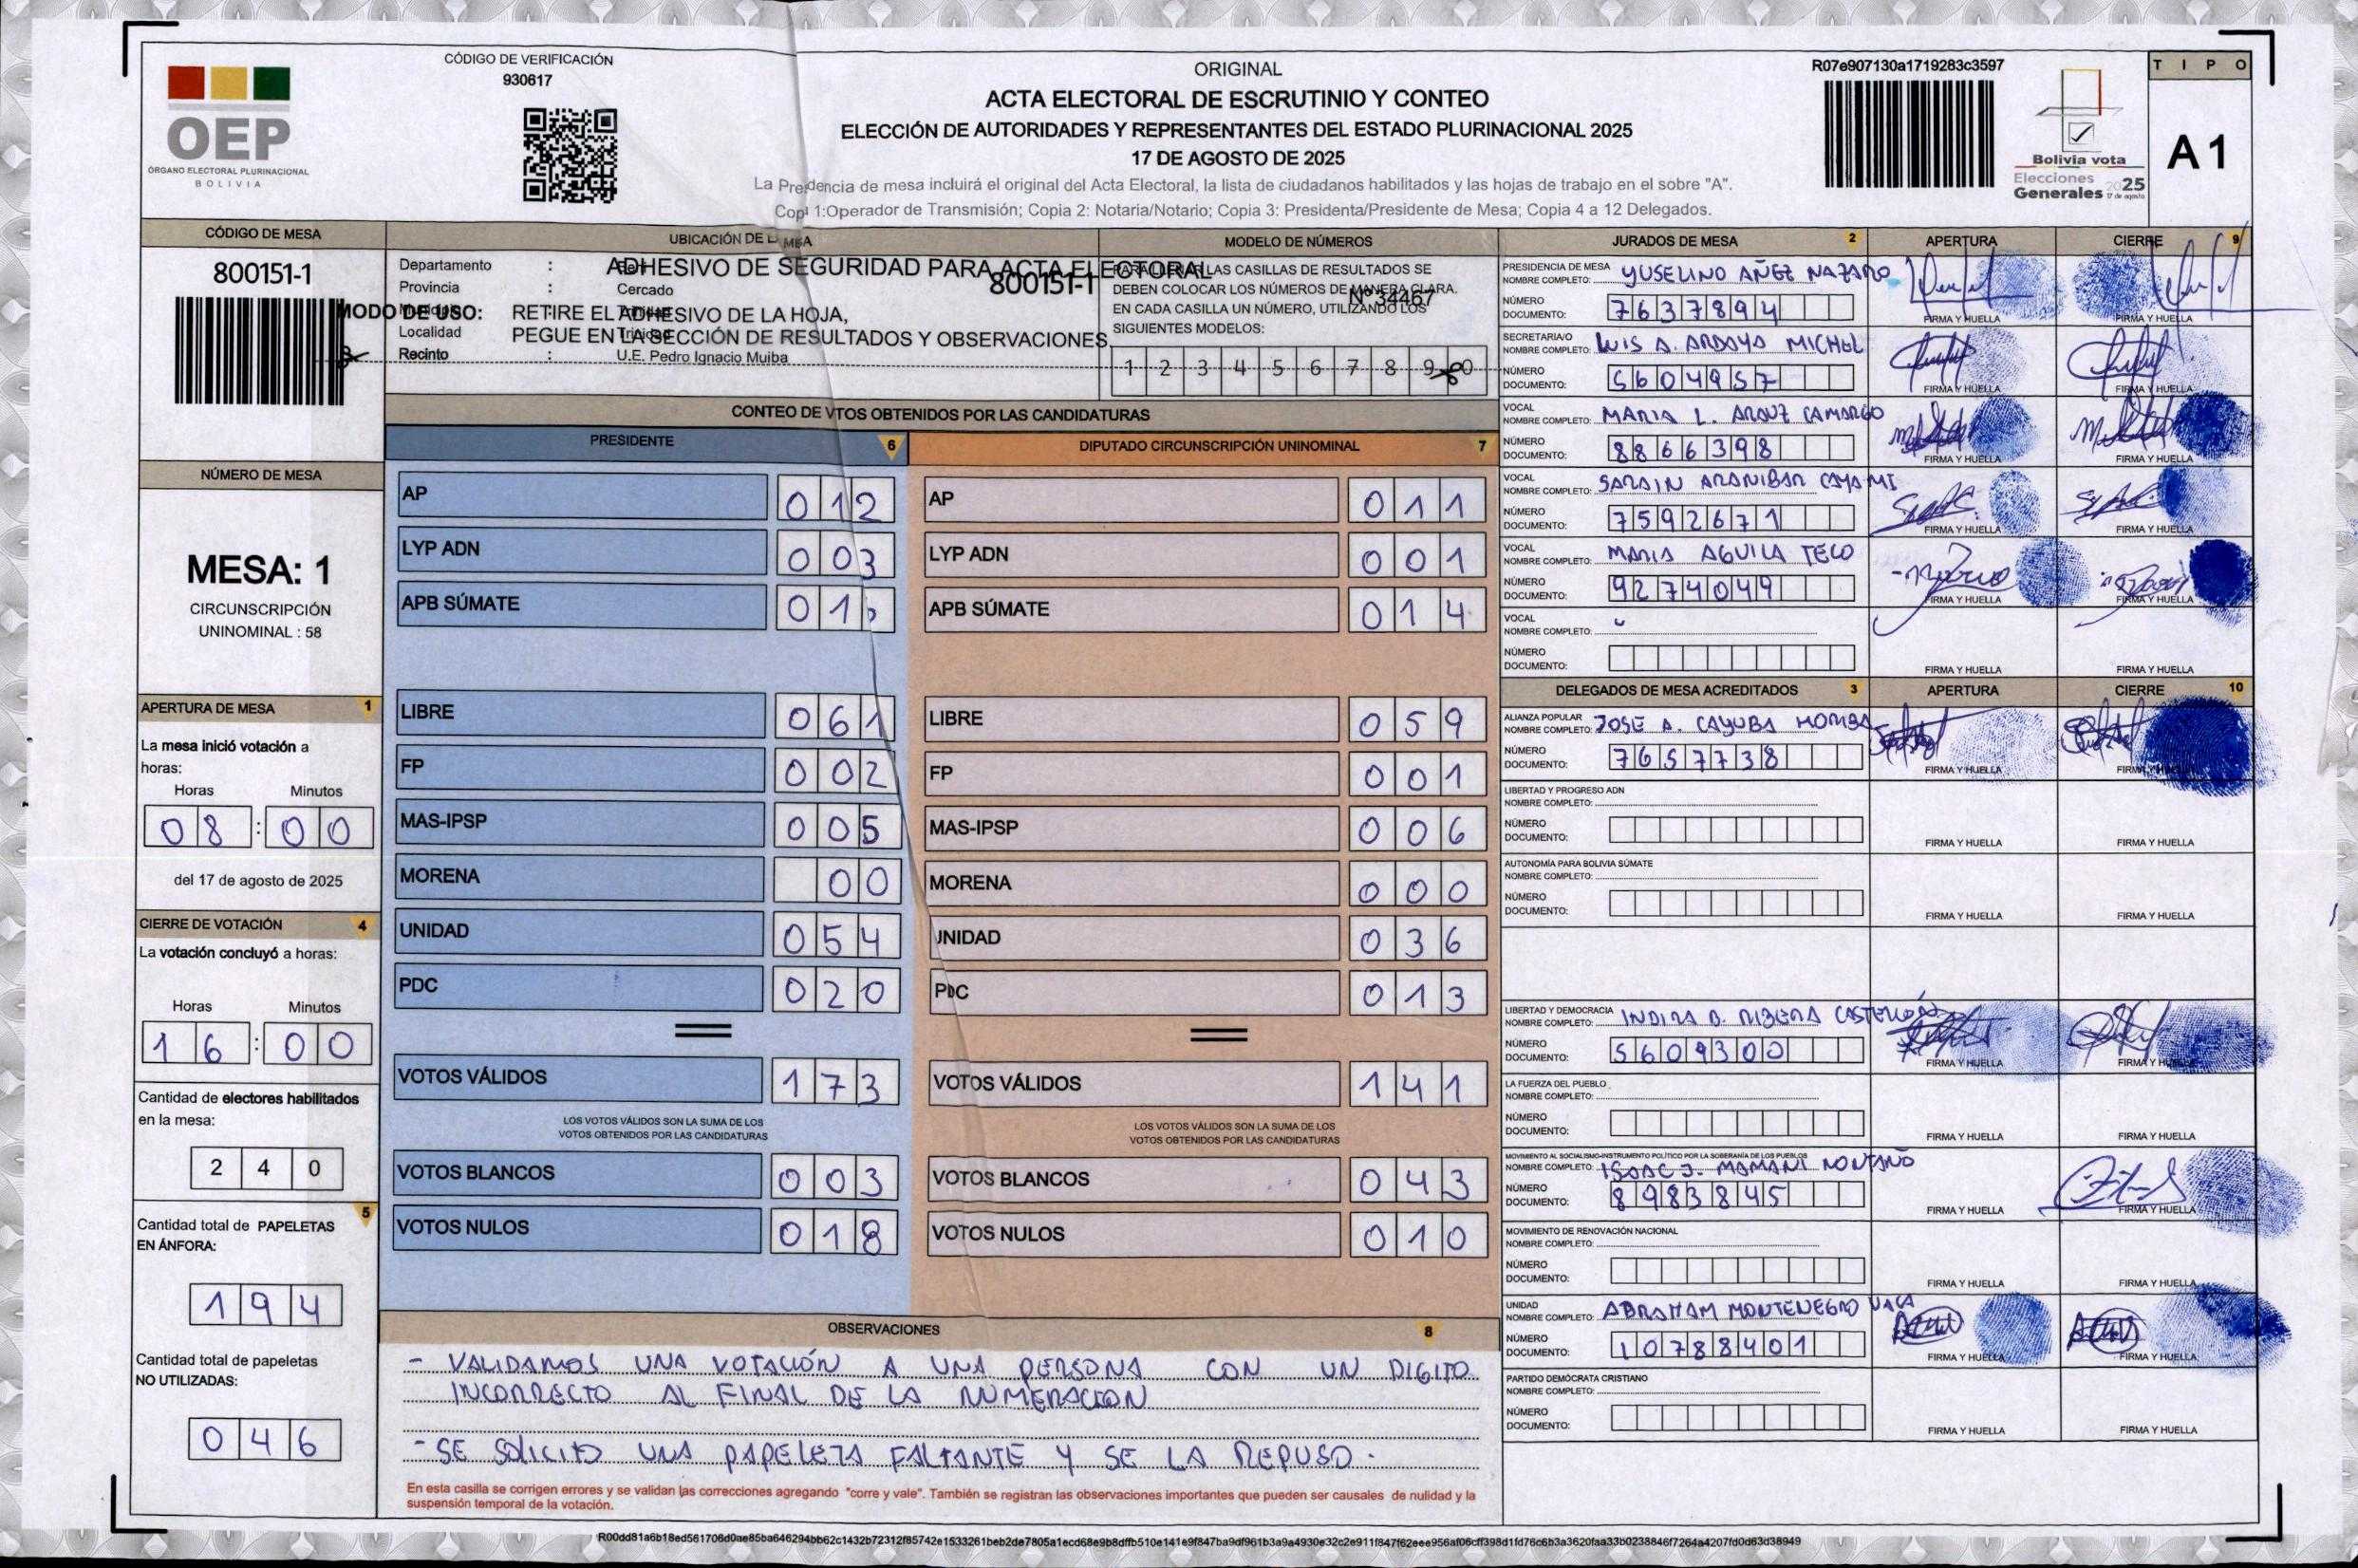 CÓDIGO DE VERIFICACIÓN
930617
OEP
ÓRGANO ELECTORAL PLURINACIONAL
BOLIVIA
ORIGINAL
ACTA ELECTORAL DE ESCRUTINIO Y CONTEO
ELECCIÓN DE AUTORIDADES Y REPRESENTANTES DEL ESTADO PLURINACIONAL 2025
17 DE AGOSTO DE 2025
La Predencia de mesa incluirá el original del Acta Electoral, la lista de ciudadanos habilitados y las hojas de trabajo en el sobre "A".
Copi 1:Operador de Transmisión; Copia 2: Notaria/Notario; Copia 3: Presidenta/Presidente de Mesa; Copia 4 a 12 Delegados.
R07e907130a1719283c3597
Bolivia vota
Elecciones
Generales 2025
17 de agosto
TIPO
A1
CÓDIGO DE MESA
800151-1
UBICACIÓN DE MESA
ADHESIVO DE SEGURIDAD PARA ACTA ELECTORAL
800151-1
Nº 34467
MODO DE USO: RETIRE EL ADHESIVO DE LA HOJA,
PEGUE EN LA SECCIÓN DE RESULTADOS Y OBSERVACIONES.
Departamento :
Provincia : Cercado
Localidad
Recinto : U.E. Pedro Ignacio Muiba
MODELO DE NÚMEROS
LAS CASILLAS DE RESULTADOS SE
DEBEN COLOCAR LOS NÚMEROS DE MANERA CLARA.
EN CADA CASILLA UN NÚMERO, UTILIZANDO LOS
SIGUIENTES MODELOS:
1 2 3 4 5 6 7 8 9 0
NÚMERO DE MESA
MESA: 1
CIRCUNSCRIPCIÓN
UNINOMINAL : 58
APERTURA DE MESA 1
La mesa inició votación a
horas:
Horas Minutos
08 : 00
del 17 de agosto de 2025
CIERRE DE VOTACIÓN 4
La votación concluyó a horas:
Horas Minutos
16 : 00
Cantidad de electores habilitados
en la mesa:
240
5
Cantidad total de PAPELETAS
EN ÁNFORA:
194
Cantidad total de papeletas
NO UTILIZADAS:
046
CONTEO DE VTOS OBTENIDOS POR LAS CANDIDATURAS
PRESIDENTE 6
AP 012
LYP ADN 003
APB SÚMATE 01
LIBRE 061
FP 002
MAS-IPSP 005
MORENA 00
UNIDAD 054
PDC 020
VOTOS VÁLIDOS 173
LOS VOTOS VÁLIDOS SON LA SUMA DE LOS
VOTOS OBTENIDOS POR LAS CANDIDATURAS
VOTOS BLANCOS 003
VOTOS NULOS 018
DIPUTADO CIRCUNSCRIPCIÓN UNINOMINAL 7
AP 011
LYP ADN 001
APB SÚMATE 014
LIBRE 059
FP 001
MAS-IPSP 006
MORENA 000
UNIDAD 036
PDC 013
VOTOS VÁLIDOS 141
LOS VOTOS VÁLIDOS SON LA SUMA DE LOS
VOTOS OBTENIDOS POR LAS CANDIDATURAS
VOTOS BLANCOS 043
VOTOS NULOS 010
OBSERVACIONES 8
- VALIDAMOS UNA VOTACIÓN A UNA PERSONA CON UN DIGITO
INCORRECTO AL FINAL DE LA NUMERACION
- SE SOLICITO UNA PAPELETA FALTANTE Y SE LA REPUSO.
En esta casilla se corrigen errores y se validan las correcciones agregando "corre y vale". También se registran las observaciones importantes que pueden ser causales de nulidad y la
suspensión temporal de la votación.
JURADOS DE MESA 2 APERTURA CIERRE 9
PRESIDENCIA DE MESA
NOMBRE COMPLETO: YUSELINO AÑEZ NAZARO
NÚMERO DOCUMENTO: 7637894
FIRMA Y HUELLA FIRMA Y HUELLA
SECRETARIA/O
NOMBRE COMPLETO: LUIS A. ARROYO MICHEL
NÚMERO DOCUMENTO: 5604957
FIRMA Y HUELLA FIRMA Y HUELLA
VOCAL
NOMBRE COMPLETO: MARIA L. AROUZ CAMARGO
NÚMERO DOCUMENTO: 8866398
FIRMA Y HUELLA FIRMA Y HUELLA
VOCAL
NOMBRE COMPLETO: SARAIN ARANIBAR CAYAMI
NÚMERO DOCUMENTO: 7592671
FIRMA Y HUELLA FIRMA Y HUELLA
VOCAL
NOMBRE COMPLETO: MARIA AGUILA TECO
NÚMERO DOCUMENTO: 9274049
FIRMA Y HUELLA FIRMA Y HUELLA
VOCAL
NOMBRE COMPLETO:
NÚMERO DOCUMENTO:
FIRMA Y HUELLA FIRMA Y HUELLA
DELEGADOS DE MESA ACREDITADOS 3 APERTURA CIERRE 10
ALIANZA POPULAR
NOMBRE COMPLETO: JOSE A. CAYUBA
NÚMERO DOCUMENTO: 7657738
FIRMA Y HUELLA FIRMA Y HUELLA
LIBERTAD Y PROGRESO ADN
NOMBRE COMPLETO:
NÚMERO DOCUMENTO:
FIRMA Y HUELLA FIRMA Y HUELLA
AUTONOMÍA PARA BOLIVIA SÚMATE
NOMBRE COMPLETO:
NÚMERO DOCUMENTO:
FIRMA Y HUELLA FIRMA Y HUELLA
LIBERTAD Y DEMOCRACIA
NOMBRE COMPLETO: INDIRA D. RIBERA
NÚMERO DOCUMENTO: 5609300
FIRMA Y HUELLA FIRMA Y HUELLA
LA FUERZA DEL PUEBLO
NOMBRE COMPLETO:
NÚMERO DOCUMENTO:
FIRMA Y HUELLA FIRMA Y HUELLA
MOVIMIENTO AL SOCIALISMO-INSTRUMENTO POLÍTICO POR LA SOBERANÍA DE LOS PUEBLOS
NOMBRE COMPLETO: ISAAC J. MAMANI MONTAÑO
NÚMERO DOCUMENTO: 8983845
FIRMA Y HUELLA FIRMA Y HUELLA
MOVIMIENTO DE RENOVACIÓN NACIONAL
NOMBRE COMPLETO:
NÚMERO DOCUMENTO:
FIRMA Y HUELLA FIRMA Y HUELLA
UNIDAD
NOMBRE COMPLETO: ABRAHAM MONTENEGRO VACA
NÚMERO DOCUMENTO: 10788401
FIRMA Y HUELLA FIRMA Y HUELLA
PARTIDO DEMÓCRATA CRISTIANO
NOMBRE COMPLETO:
NÚMERO DOCUMENTO:
FIRMA Y HUELLA FIRMA Y HUELLA